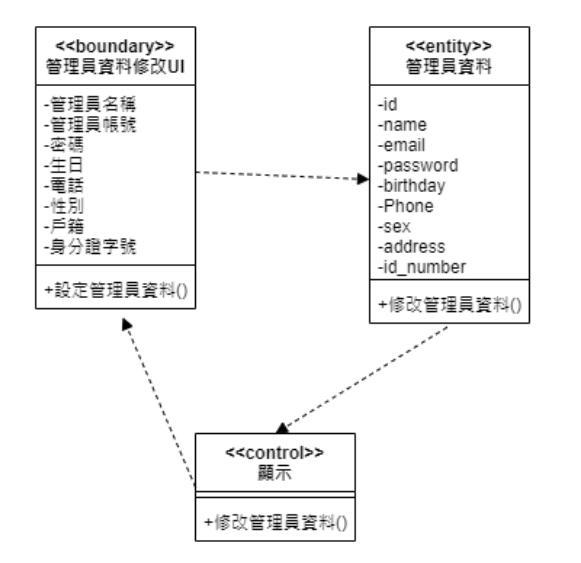 <<boundary>>
管理員資料修改UI
-管理員名稱
-管理員帳號
-密碼
-生日
-電話
-性別
-戶籍
-身分證字號
+設定管理員資料()
<<entity>>
管理員資料
-id
-name
-email
-password
-birthday
-Phone
-sex
-address
-id_number
+修改管理員資料()
<<control>>
顯示
+修改管理員資料()